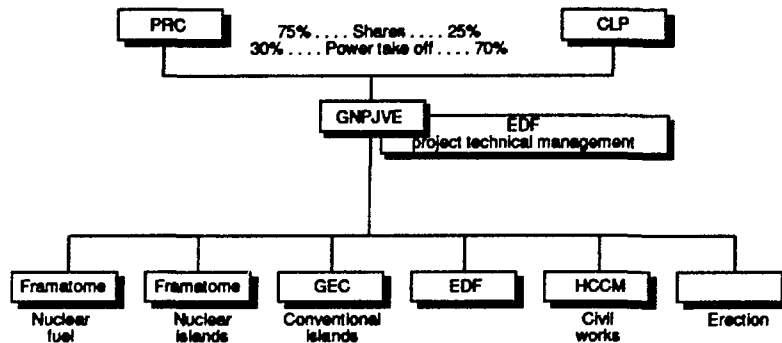 PRC
75% .... Shares .... 25%
CLP
30% .... Power take off .... 70%
GNPJVE
EDF
project technical management
Framatome
Framatome
GEC
EDF
HCCM
Nuclear
fuel
Nuclear
islands
Conventional
islands
Civil
works
Erection